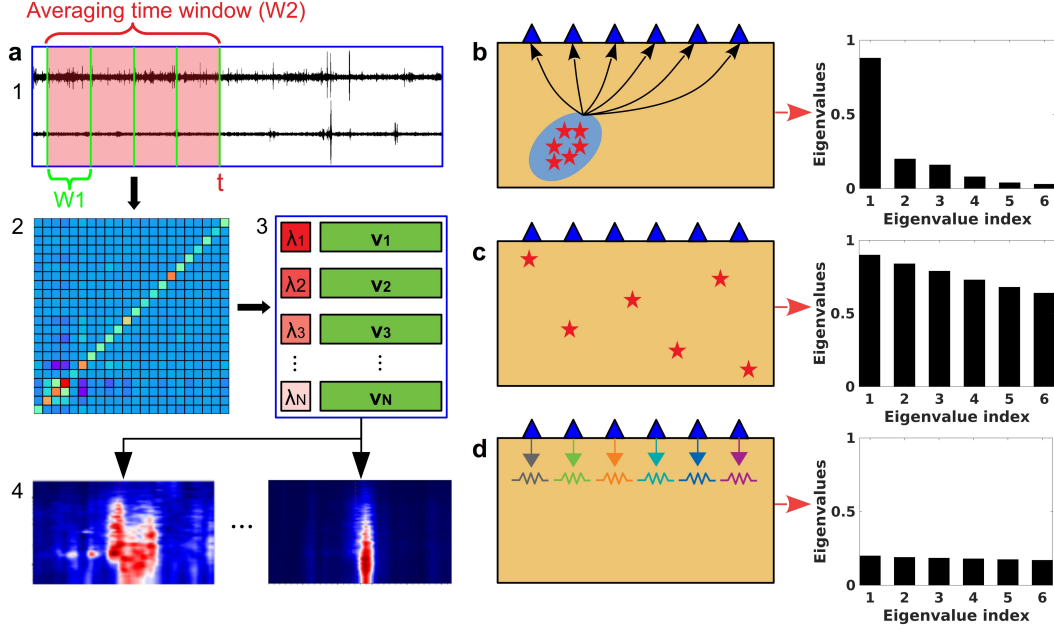 Averaging time window (W2)
a
1
W1
t
2
3
λ1 v1
λ2 v2
λ3 v3
⋮ ⋮
λN vN
4
...
b
Eigenvalues
1
0.5
0
1 2 3 4 5 6
Eigenvalue index
c
Eigenvalues
1
0.5
0
1 2 3 4 5 6
Eigenvalue index
d
Eigenvalues
1
0.5
0
1 2 3 4 5 6
Eigenvalue index